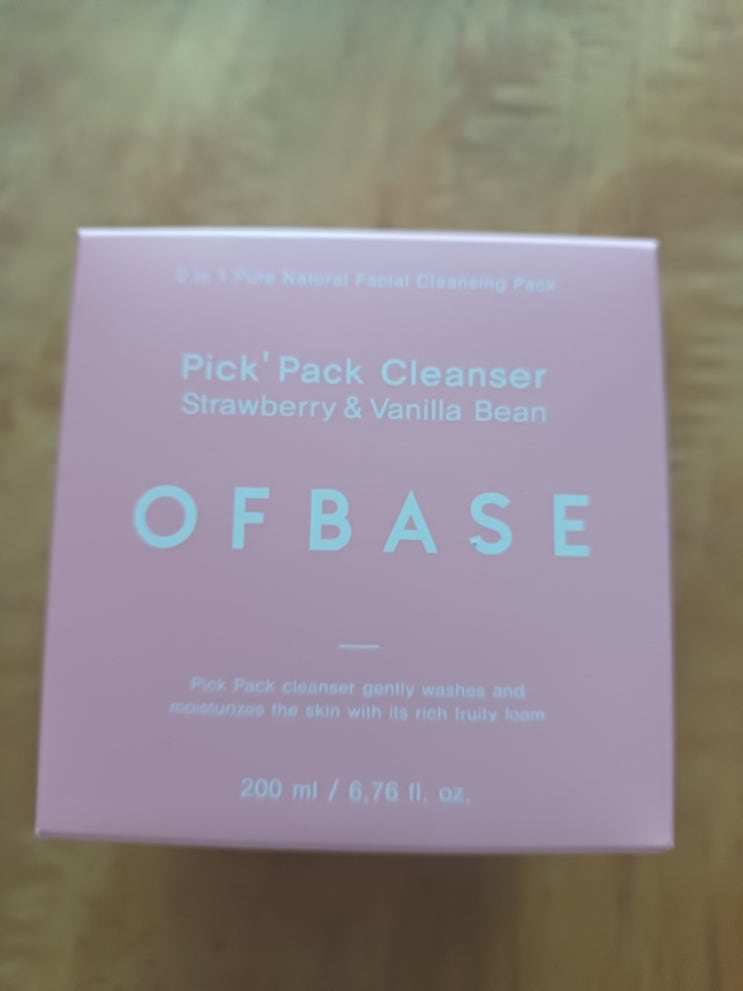 2 in 1 Pure Natural Facial Cleansing Pack
Pick' Pack Cleanser
Strawberry & Vanilla Bean
OFBASE
Pick Pack cleanser gently washes and
moisturizes the skin with its rich fruity foam
200 ml / 6.76 fl. oz.